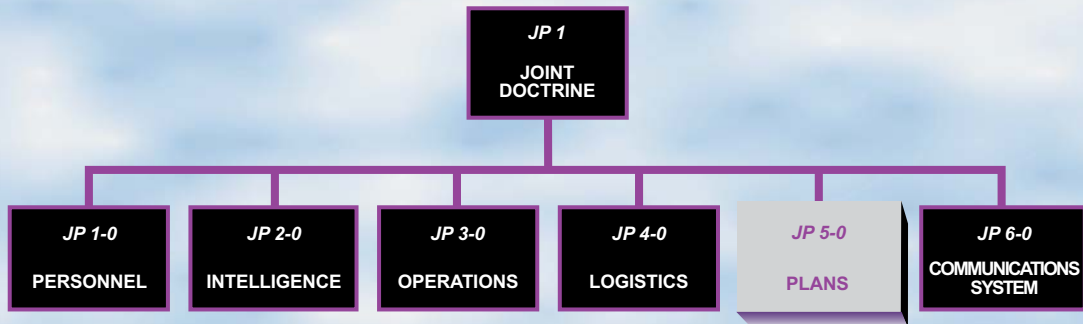 JP 1
JOINT
DOCTRINE
JP 1-0
PERSONNEL
JP 2-0
INTELLIGENCE
JP 3-0
OPERATIONS
JP 4-0
LOGISTICS
JP 5-0
PLANS
JP 6-0
COMMUNICATIONS
SYSTEM